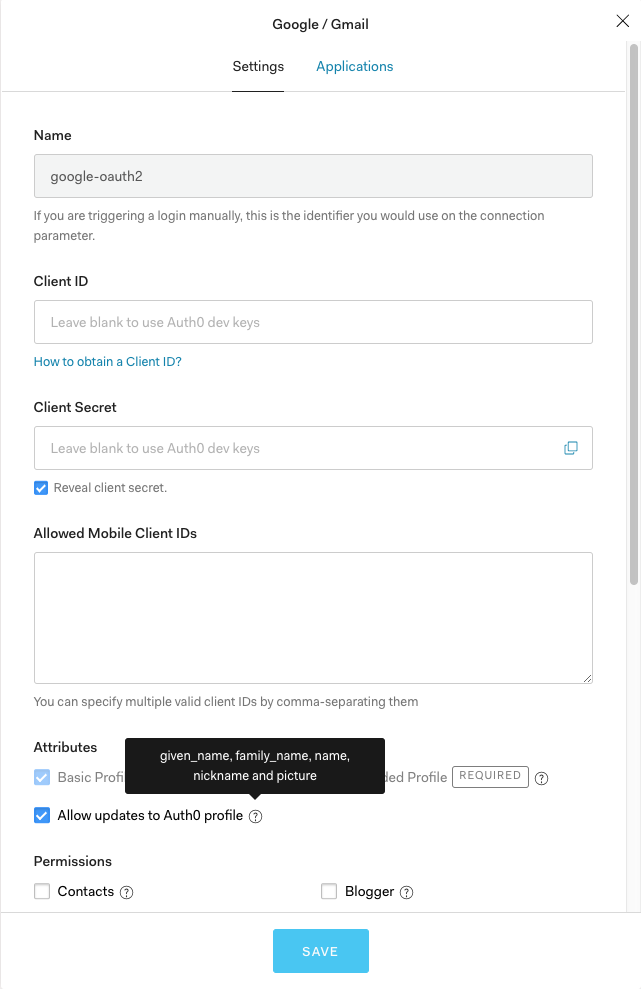 Google / Gmail
Settings Applications
Name
google-oauth2
If you are triggering a login manually, this is the identifier you would use on the connection
parameter.
Client ID
Leave blank to use Auth0 dev keys
How to obtain a Client ID?
Client Secret
Leave blank to use Auth0 dev keys
Reveal client secret.
Allowed Mobile Client IDs
You can specify multiple valid client IDs by comma-separating them
Attributes
given_name, family_name, name,
nickname and picture
Basic Profile REQUIRED
Allow updates to Auth0 profile
Permissions
Contacts Blogger
SAVE